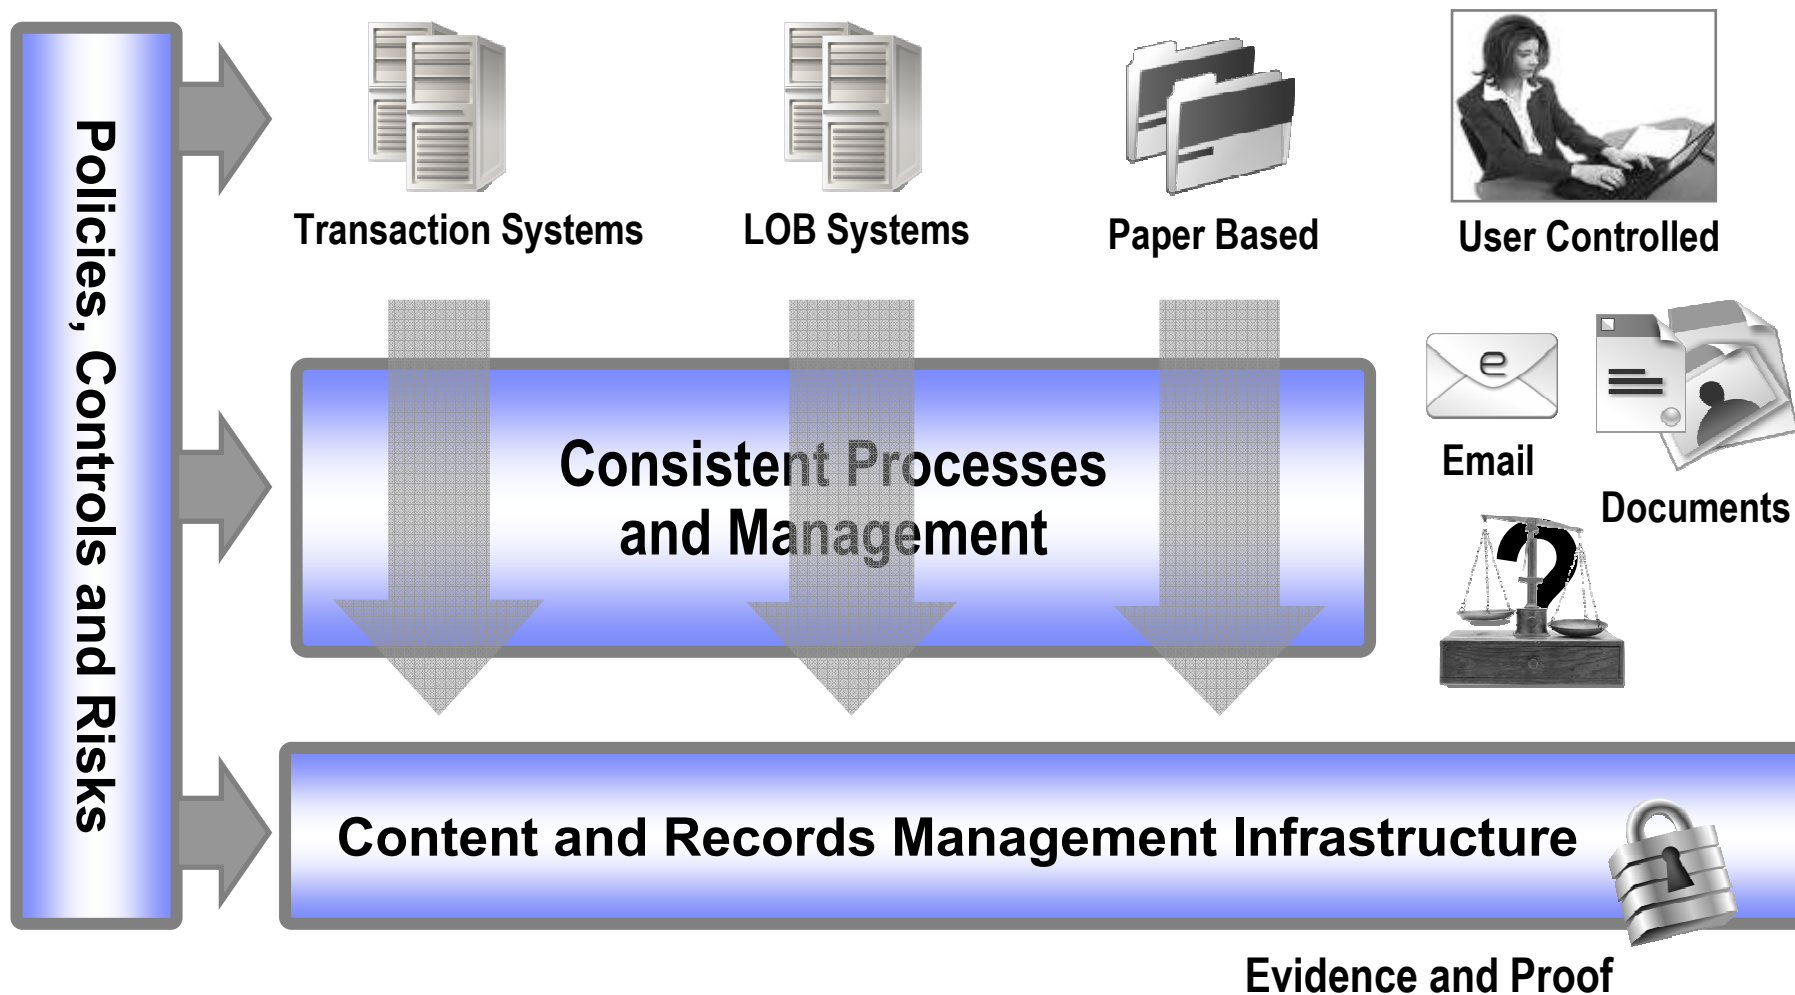 Policies, Controls and Risks
Transaction Systems
LOB Systems
Paper Based
User Controlled
Consistent Processes
and Management
e
Email
Documents
?
Content and Records Management Infrastructure
Evidence and Proof